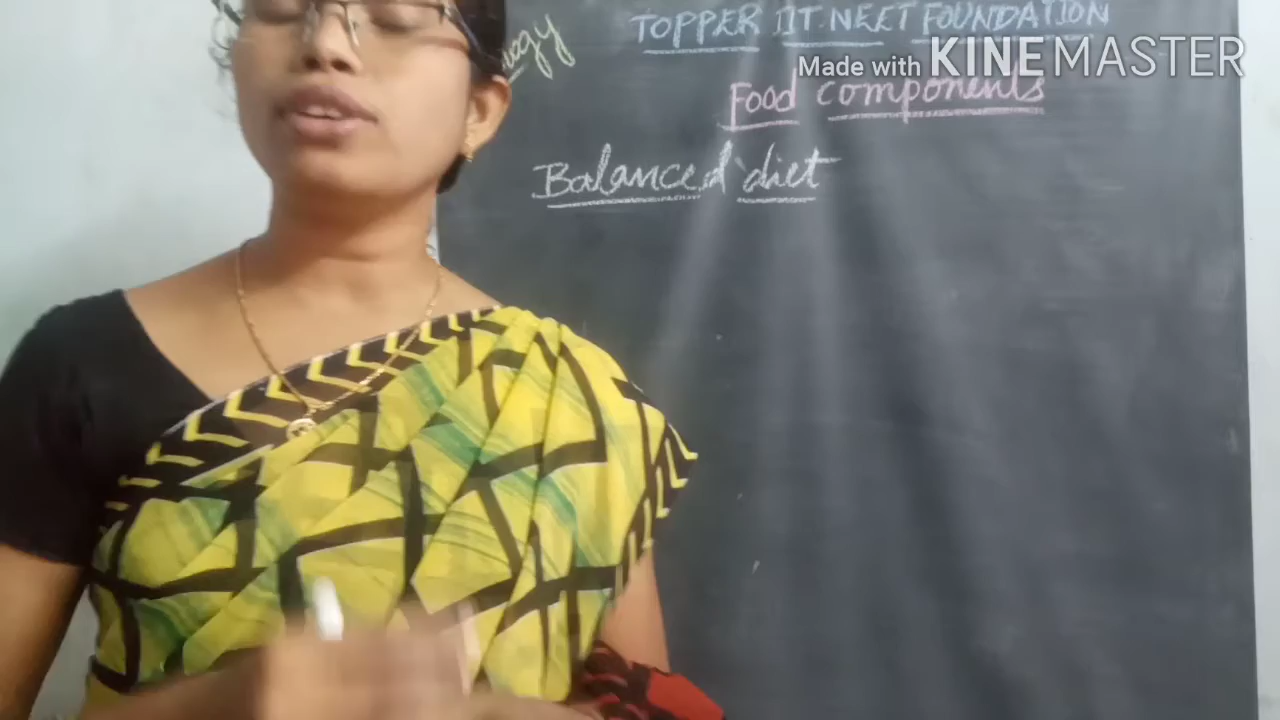 TOPPER IIT NEET FOUNDATION
Made with KINEMASTER
Food components
Balanced diet